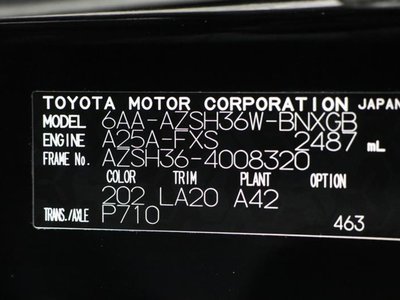 TOYOTA MOTOR CORPORATION JAPAN
MODEL 6AA-AZSH36W-BNXGB
ENGINE A25A-FXS 2487 mL
FRAME No. AZSH36-4008320
COLOR TRIM PLANT OPTION
202 LA20 A42
TRANS./AXLE P710
463